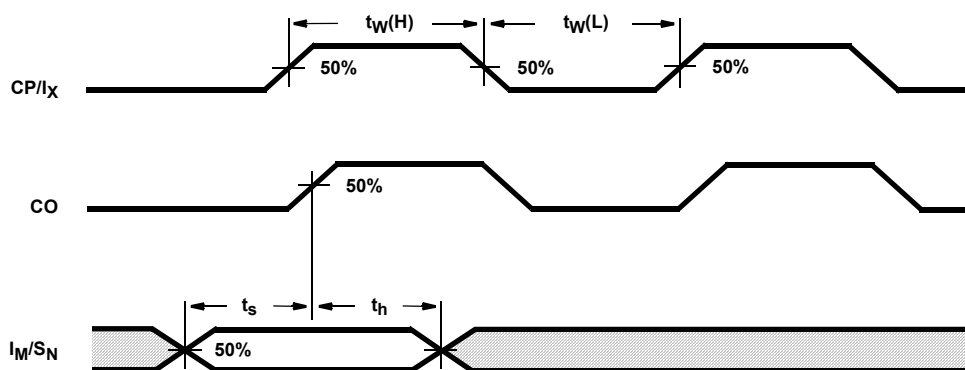 tW(H) tW(L)
CP/IX 50% 50% 50%
CO 50%
ts th
IM/SN 50%